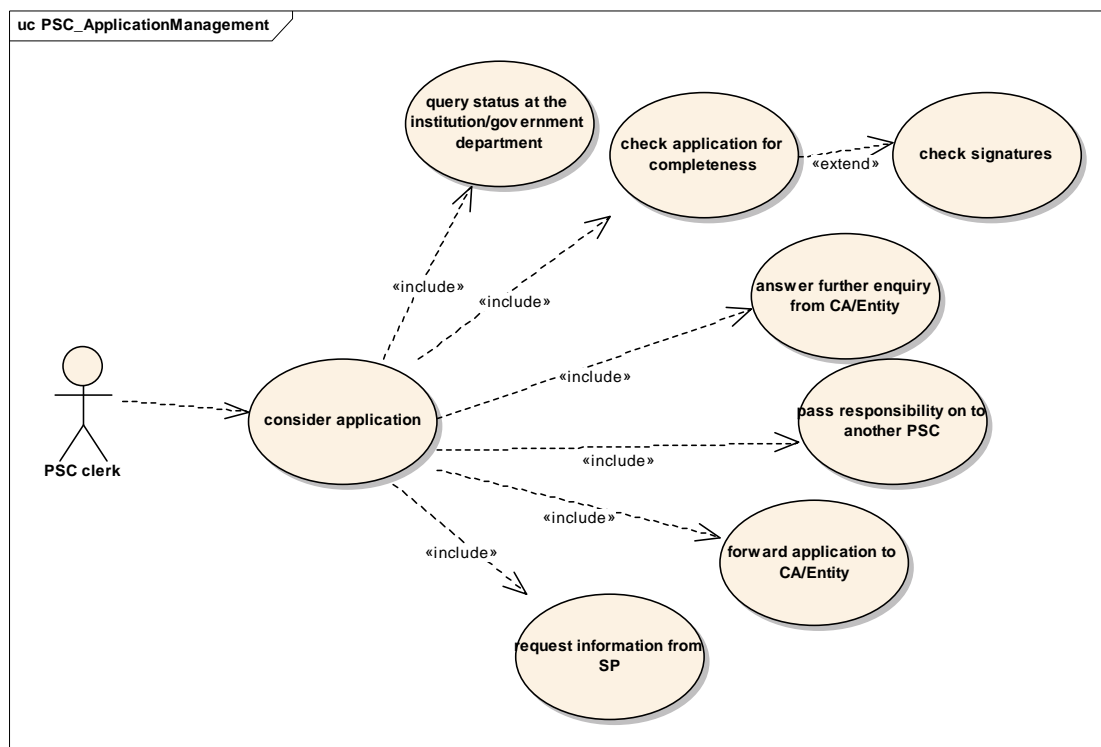 uc PSC_ApplicationManagement
query status at the
institution/government
department
check application for
completeness
«extend»
check signatures
«include»
«include»
answer further enquiry
from CA/Entity
«include»
consider application
pass responsibility on to
another PSC
«include»
PSC clerk
«include»
forward application to
CA/Entity
«include»
request information from
SP